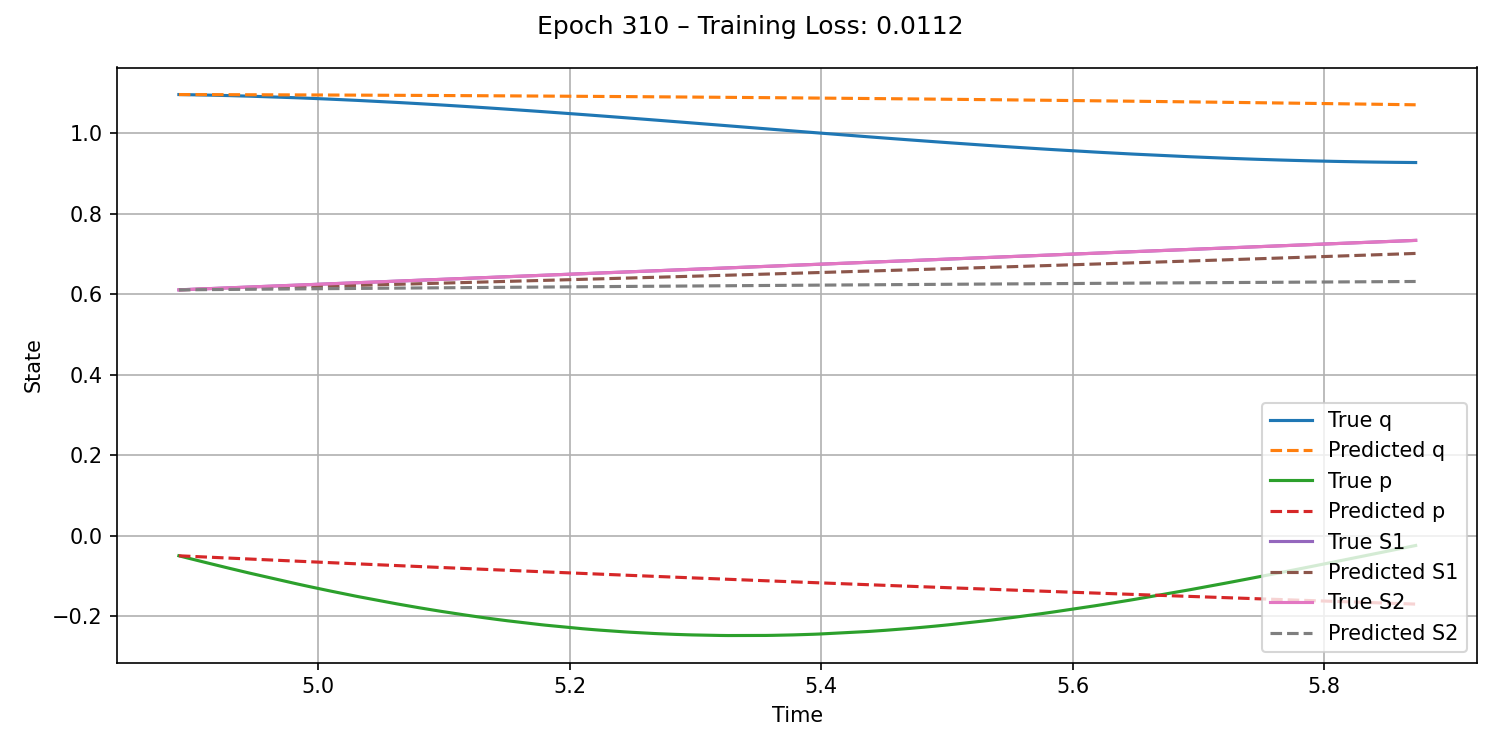 Epoch 310 – Training Loss: 0.0112
State
1.0
0.8
0.6
0.4
0.2
0.0
−0.2
5.0 5.2 5.4 5.6 5.8
Time
True q
Predicted q
True p
Predicted p
True S1
Predicted S1
True S2
Predicted S2